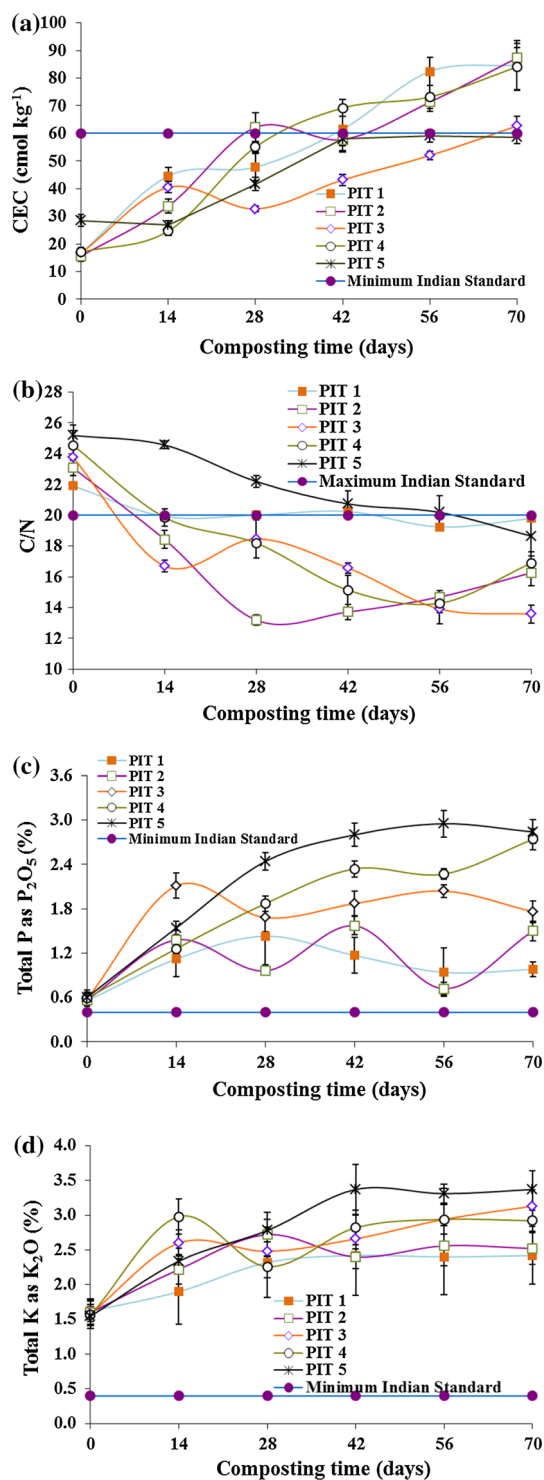 (a)
100
90
80
70
60
50
40
30
20
10
0
CEC (cmol kg⁻¹)
PIT 1
PIT 2
PIT 3
PIT 4
PIT 5
Minimum Indian Standard
0 14 28 42 56 70
Composting time (days)
(b)
28
26
24
22
20
18
16
14
12
10
C/N
PIT 1
PIT 2
PIT 3
PIT 4
PIT 5
Maximum Indian Standard
0 14 28 42 56 70
Composting time (days)
(c)
PIT 1
PIT 2
PIT 3
PIT 4
PIT 5
Minimum Indian Standard
3.6
3.0
2.4
1.8
1.2
0.6
0.0
Total P as P₂O₅ (%)
0 14 28 42 56 70
Composting time (days)
(d)
4.0
3.5
3.0
2.5
2.0
1.5
1.0
0.5
0.0
Total K as K₂O (%)
PIT 1
PIT 2
PIT 3
PIT 4
PIT 5
Minimum Indian Standard
0 14 28 42 56 70
Composting time (days)